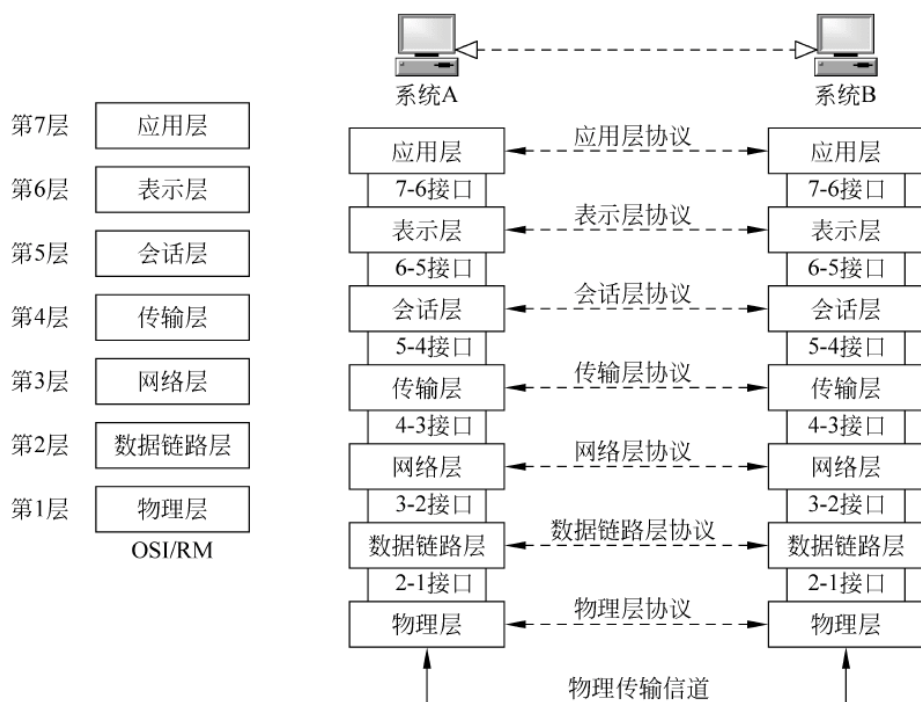 系统A
系统B
第7层
应用层
第6层
表示层
第5层
会话层
第4层
传输层
第3层
网络层
第2层
数据链路层
第1层
物理层
OSI/RM
应用层
应用层协议
应用层
7-6接口
7-6接口
表示层
表示层协议
表示层
6-5接口
6-5接口
会话层
会话层协议
会话层
5-4接口
5-4接口
传输层
传输层协议
传输层
4-3接口
4-3接口
网络层
网络层协议
网络层
3-2接口
3-2接口
数据链路层
数据链路层协议
数据链路层
2-1接口
2-1接口
物理层
物理层协议
物理层
物理传输信道